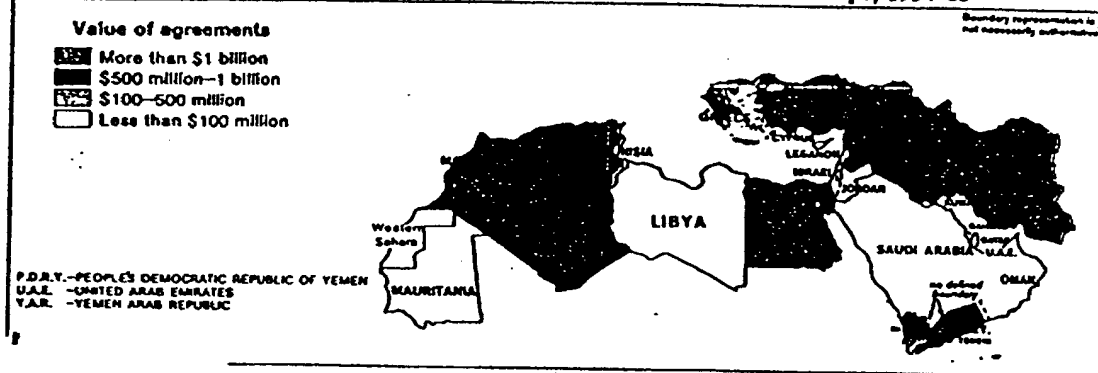 Boundary representation is
not necessarily authoritative
Value of agreements
More than $1 billion
$500 million–1 billion
$100–500 million
Less than $100 million
LEBANON
ISRAEL
JORDAN
LIBYA
Western
Sahara
SAUDI ARABIA
U.A.E.
OMAN
MAURITANIA
no defined
boundary
P.D.R.Y.–PEOPLE'S DEMOCRATIC REPUBLIC OF YEMEN
U.A.E. –UNITED ARAB EMIRATES
Y.A.R. –YEMEN ARAB REPUBLIC